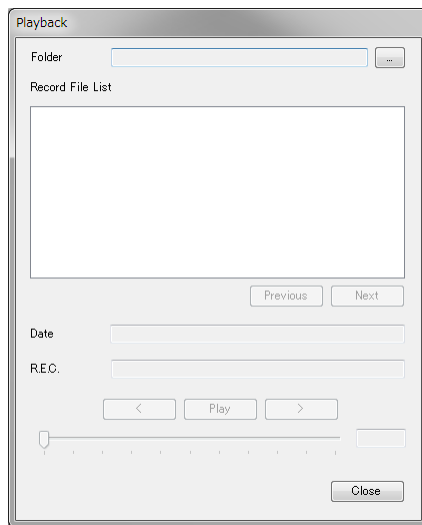 Playback
Folder ...
Record File List
Previous Next
Date
R.E.C.
< Play >
Close